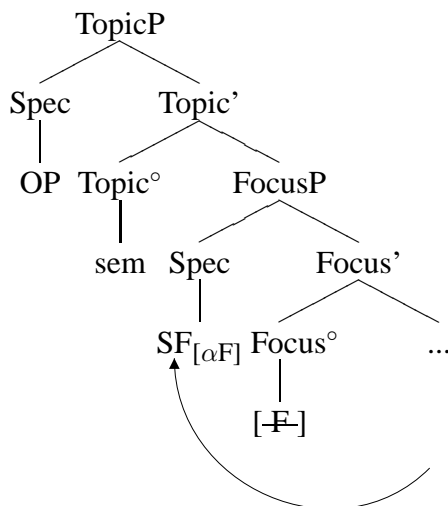 TopicP
Spec Topic’
OP Topic° FocusP
sem Spec Focus’
SF[αF] Focus° ...
[ F ]